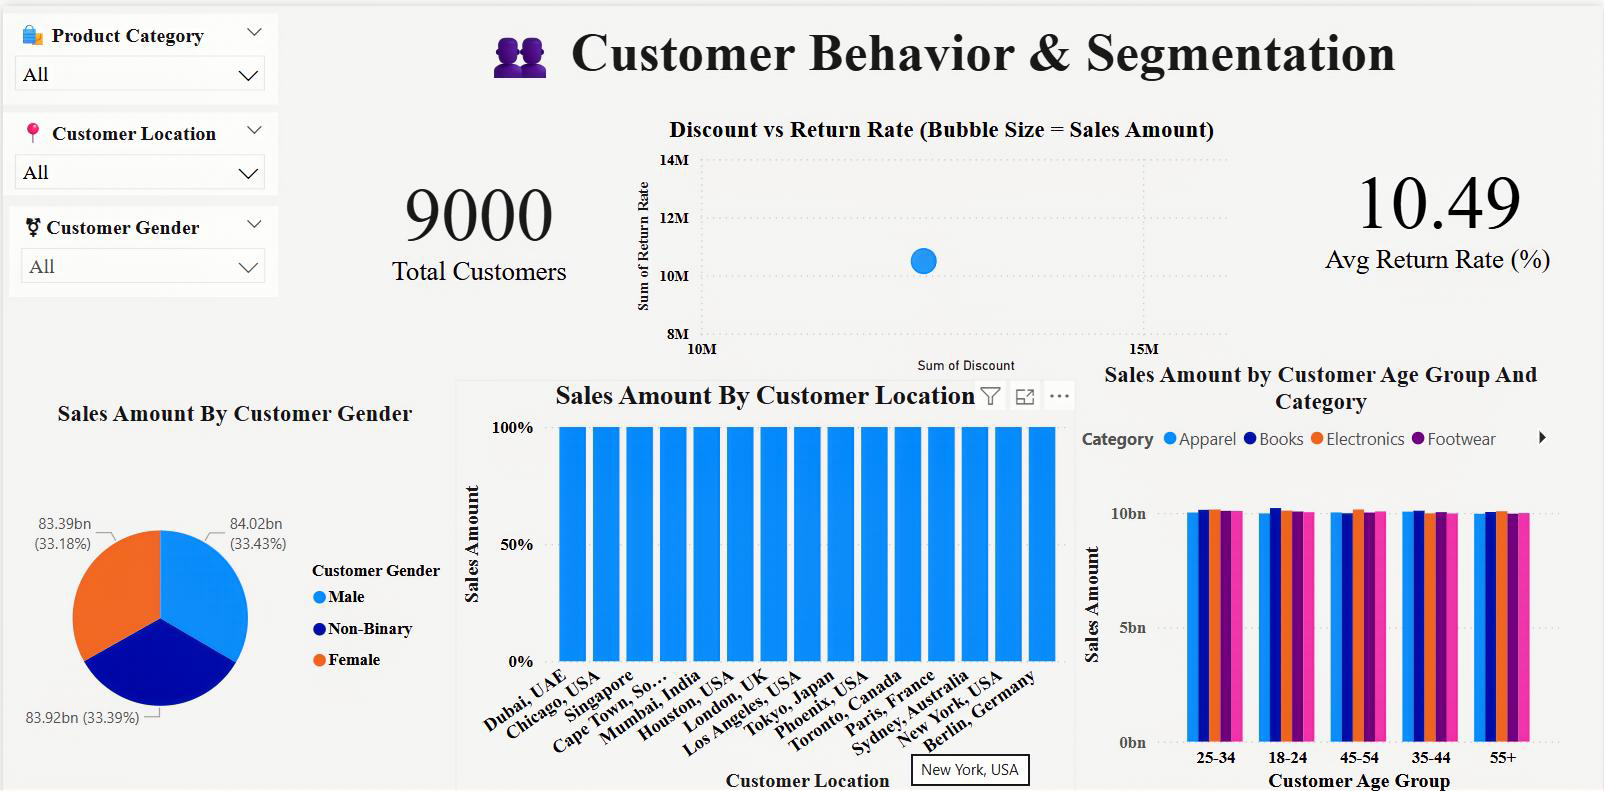 Product Category
All
Customer Location
All
Customer Gender
All
Customer Behavior & Segmentation
9000
Total Customers
Discount vs Return Rate (Bubble Size = Sales Amount)
Sum of Return Rate
14M
12M
10M
8M
10M
15M
Sum of Discount
10.49
Avg Return Rate (%)
Sales Amount By Customer Gender
83.39bn
(33.18%)
84.02bn
(33.43%)
83.92bn (33.39%)
Customer Gender
Male
Non-Binary
Female
Sales Amount By Customer Location
Sales Amount
100%
50%
0%
Dubai, UAE
Chicago, USA
Singapore
Cape Town, So...
Mumbai, India
Houston, USA
London, UK
Los Angeles, USA
Tokyo, Japan
Phoenix, USA
Toronto, Canada
Paris, France
Sydney, Australia
New York, USA
Berlin, Germany
Customer Location
New York, USA
Sales Amount by Customer Age Group And
Category
Category Apparel Books Electronics Footwear
Sales Amount
10bn
5bn
0bn
25-34 18-24 45-54 35-44 55+
Customer Age Group